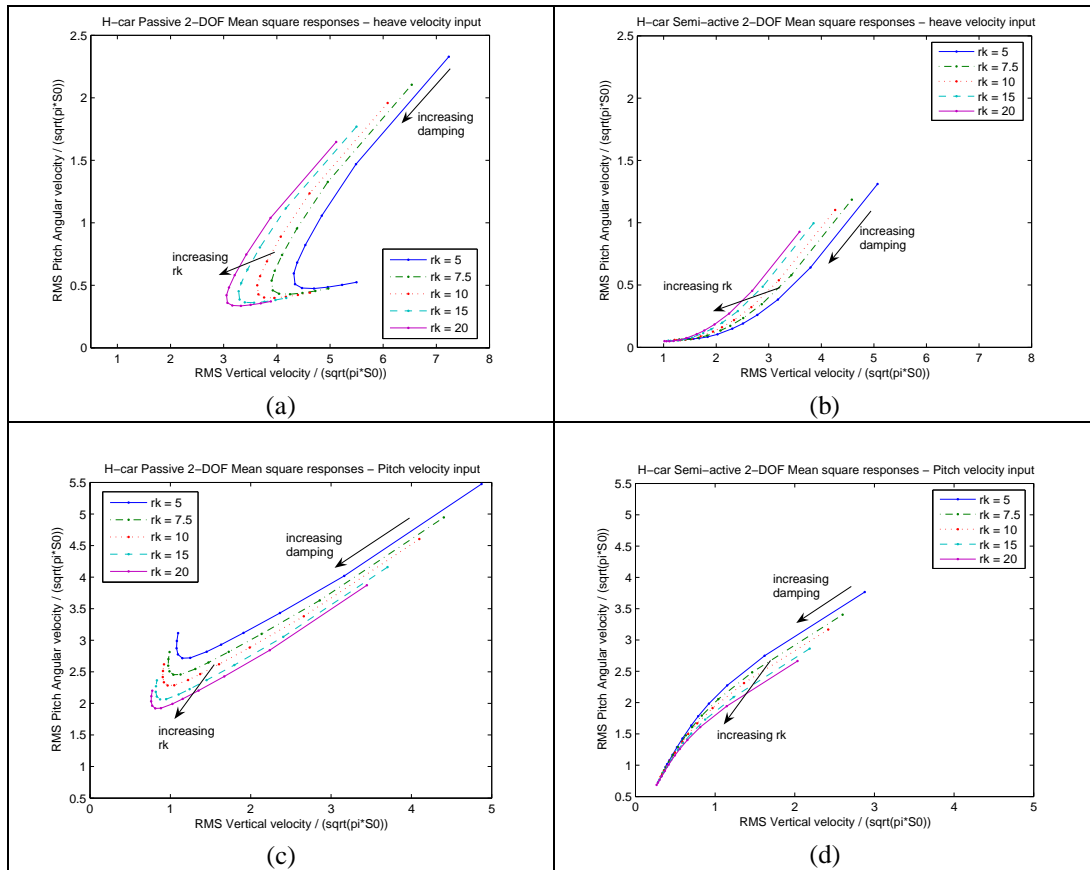 H-car Passive 2-DOF Mean square responses - heave velocity input
2.5
2
1.5
1
0.5
0
1 2 3 4 5 6 7 8
RMS Pitch Angular velocity / (sqrt(pi*S0))
RMS Vertical velocity / (sqrt(pi*S0))
increasing
damping
increasing
rk
rk = 5
rk = 7.5
rk = 10
rk = 15
rk = 20
(a)
H-car Semi-active 2-DOF Mean square responses - heave velocity input
2.5
2
1.5
1
0.5
0
0 1 2 3 4 5 6 7 8
RMS Pitch Angular velocity / (sqrt(pi*S0))
RMS Vertical velocity / (sqrt(pi*S0))
rk = 5
rk = 7.5
rk = 10
rk = 15
rk = 20
increasing
damping
increasing rk
(b)
H-car Passive 2-DOF Mean square responses - Pitch velocity input
5.5
5
4.5
4
3.5
3
2.5
2
1.5
1
0.5
0 1 2 3 4 5
RMS Pitch Angular velocity / (sqrt(pi*S0))
RMS Vertical velocity / (sqrt(pi*S0))
rk = 5
rk = 7.5
rk = 10
rk = 15
rk = 20
increasing
damping
increasing
rk
(c)
H-car Semi-active 2-DOF Mean square responses - Pitch velocity input
5.5
5
4.5
4
3.5
3
2.5
2
1.5
1
0.5
0 1 2 3 4 5
RMS Pitch Angular velocity / (sqrt(pi*S0))
RMS Vertical velocity / (sqrt(pi*S0))
rk = 5
rk = 7.5
rk = 10
rk = 15
rk = 20
increasing
damping
increasing rk
(d)